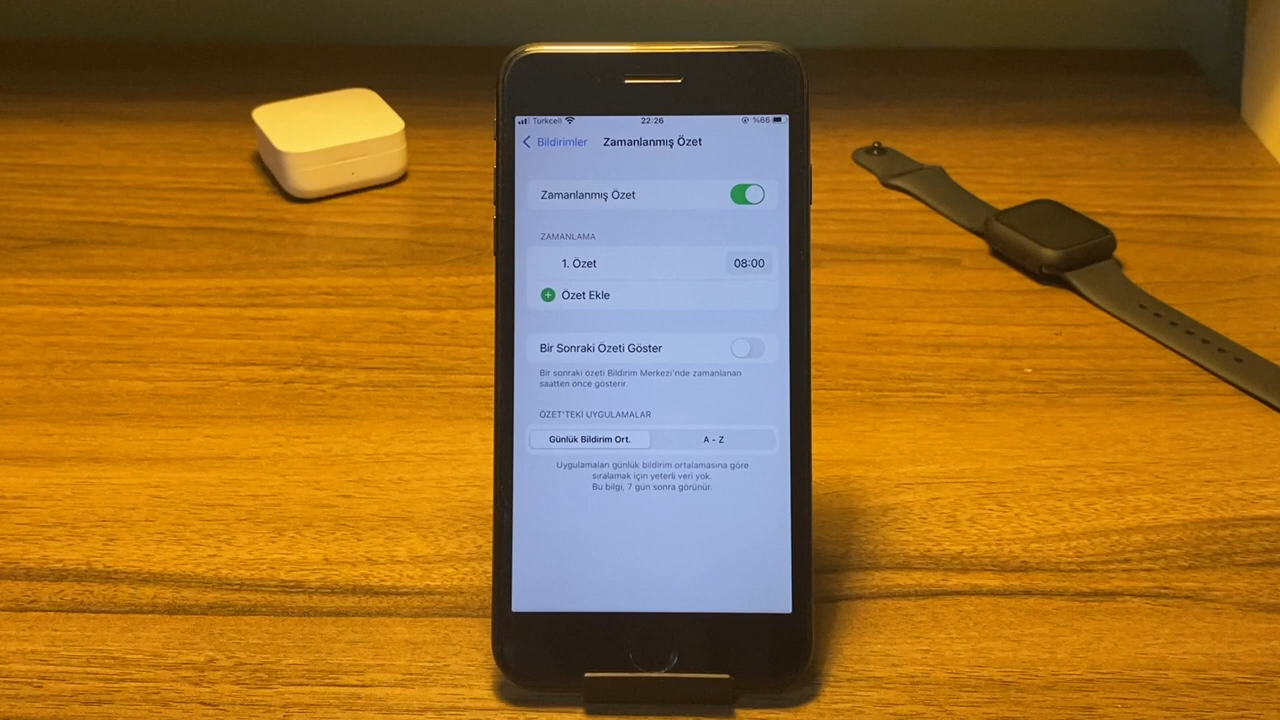 Turkcell 22:26 %66
Bildirimler Zamanlanmış Özet
Zamanlanmış Özet
ZAMANLAMA
1. Özet 08:00
Özet Ekle
Bir Sonraki Özeti Göster
Bir sonraki özeti Bildirim Merkezi'nde zamanlanan
saatten önce gösterir.
ÖZET'TEKİ UYGULAMALAR
Günlük Bildirim Ort. A - Z
Uygulamaları günlük bildirim ortalamasına göre
sıralamak için yeterli veri yok.
Bu bilgi, 7 gün sonra görünür.